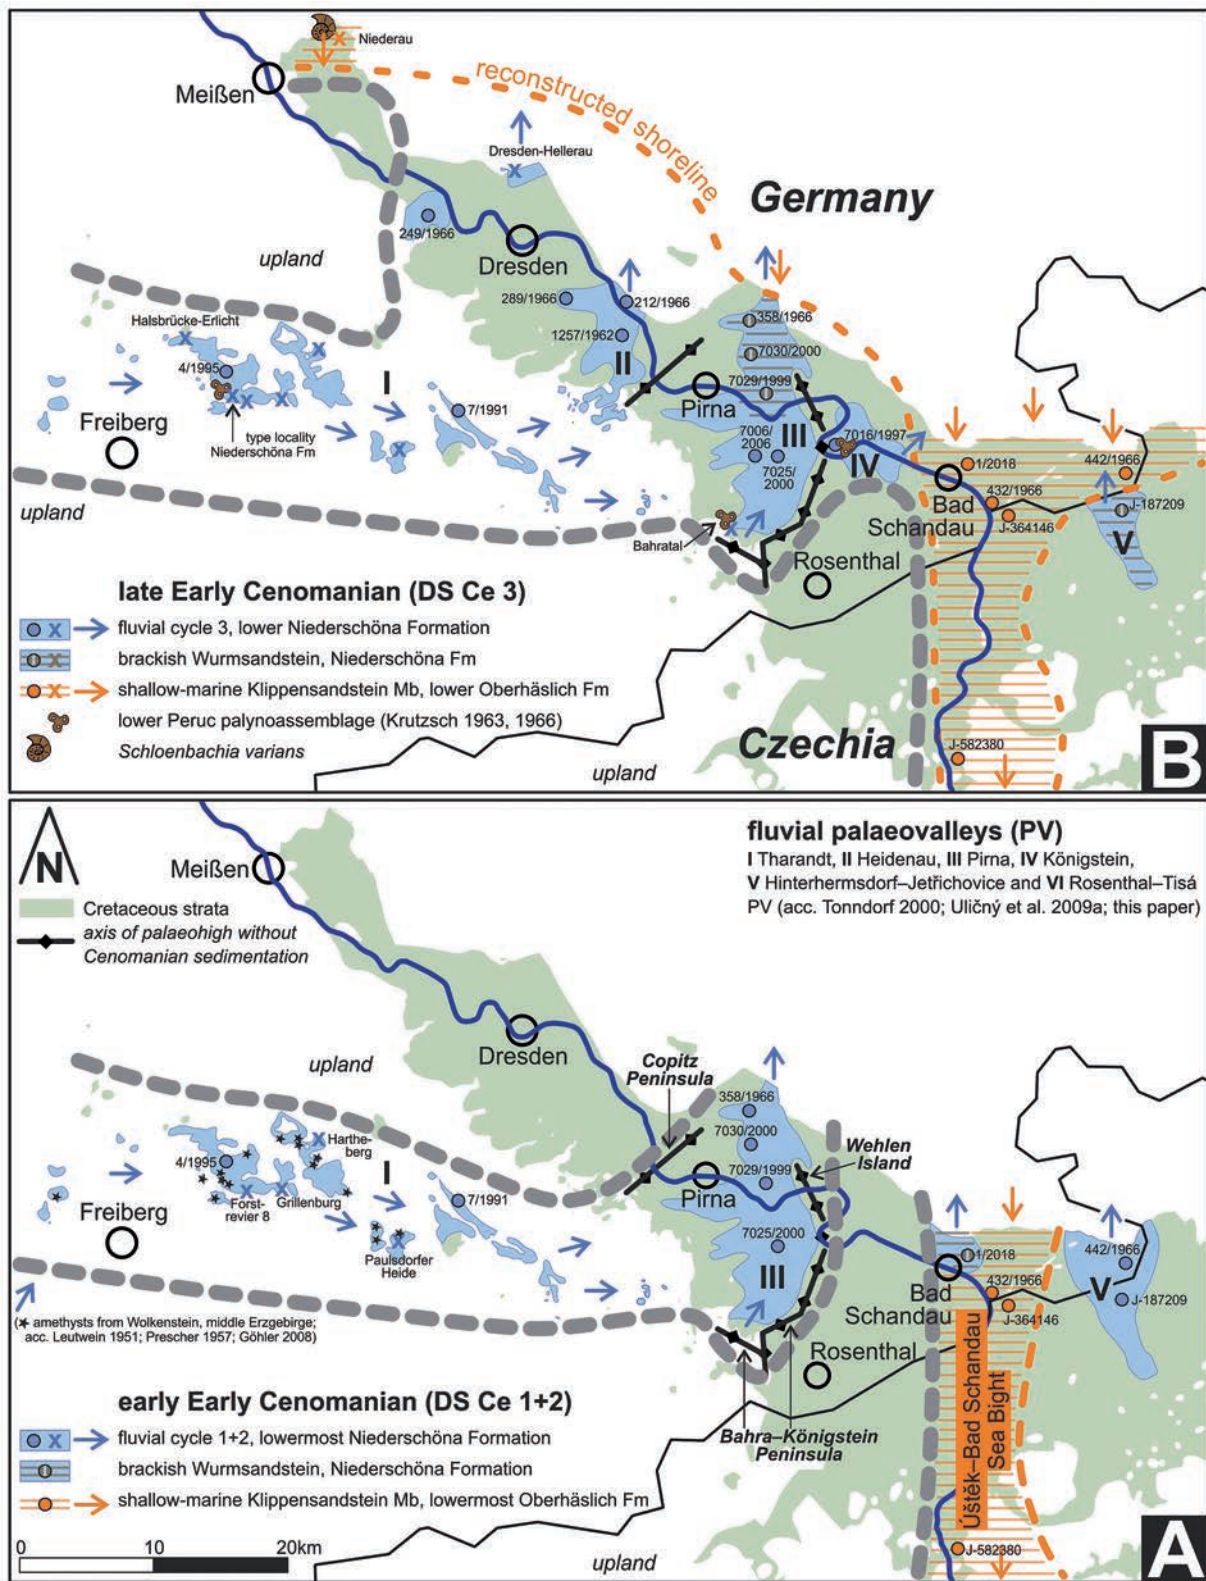 B
Niederau
Meißen
reconstructed shoreline
Dresden-Hellerau
Germany
249/1966
upland
Dresden
289/1966
212/1966
Halsbrücke-Erlicht
358/1966
1257/1962
4/1995
II
7030/2000
I
7029/1999
Pirna
7/1991
Freiberg
type locality
Niederschöna Fm
7006/
2006
III
7016/1997
7025/
2000
IV
1/2018
442/1966
upland
Bad
Schandau
432/1966
J-187209
J-364146
V
Bahratal
Rosenthal
late Early Cenomanian (DS Ce 3)
fluvial cycle 3, lower Niederschöna Formation
brackish Wurmsandstein, Niederschöna Fm
shallow-marine Klippensandstein Mb, lower Oberhäslich Fm
lower Peruc palynoassemblage (Krutzsch 1963, 1966)
Schloenbachia varians
Czechia
J-582380
upland
N
Meißen
fluvial palaeovalleys (PV)
I Tharandt, II Heidenau, III Pirna, IV Königstein,
V Hinterhermsdorf–Jetřichovice and VI Rosenthal–Tisá
PV (acc. Tonndorf 2000; Uličný et al. 2009a; this paper)
Cretaceous strata
axis of palaeohigh without
Cenomanian sedimentation
Dresden
upland
Copitz
Peninsula
358/1966
7030/2000
Hartheberg
Wehlen
Island
4/1995
I
7029/1999
Pirna
Forst-
revier 8
Grillenburg
7/1991
Freiberg
7025/2000
442/1966
Paulsdorfer
Heide
III
1/2018
432/1966
V
J-187209
Bad
Schandau
J-364146
(★ amethysts from Wolkenstein, middle Erzgebirge;
acc. Leutwein 1951; Prescher 1957; Göhler 2008)
Rosenthal
Úštěk–Bad Schandau
Sea Bight
early Early Cenomanian (DS Ce 1+2)
fluvial cycle 1+2, lowermost Niederschöna Formation
brackish Wurmsandstein, Niederschöna Formation
shallow-marine Klippensandstein Mb, lowermost Oberhäslich Fm
Bahra–Königstein
Peninsula
0 10 20km
J-582380
upland
A